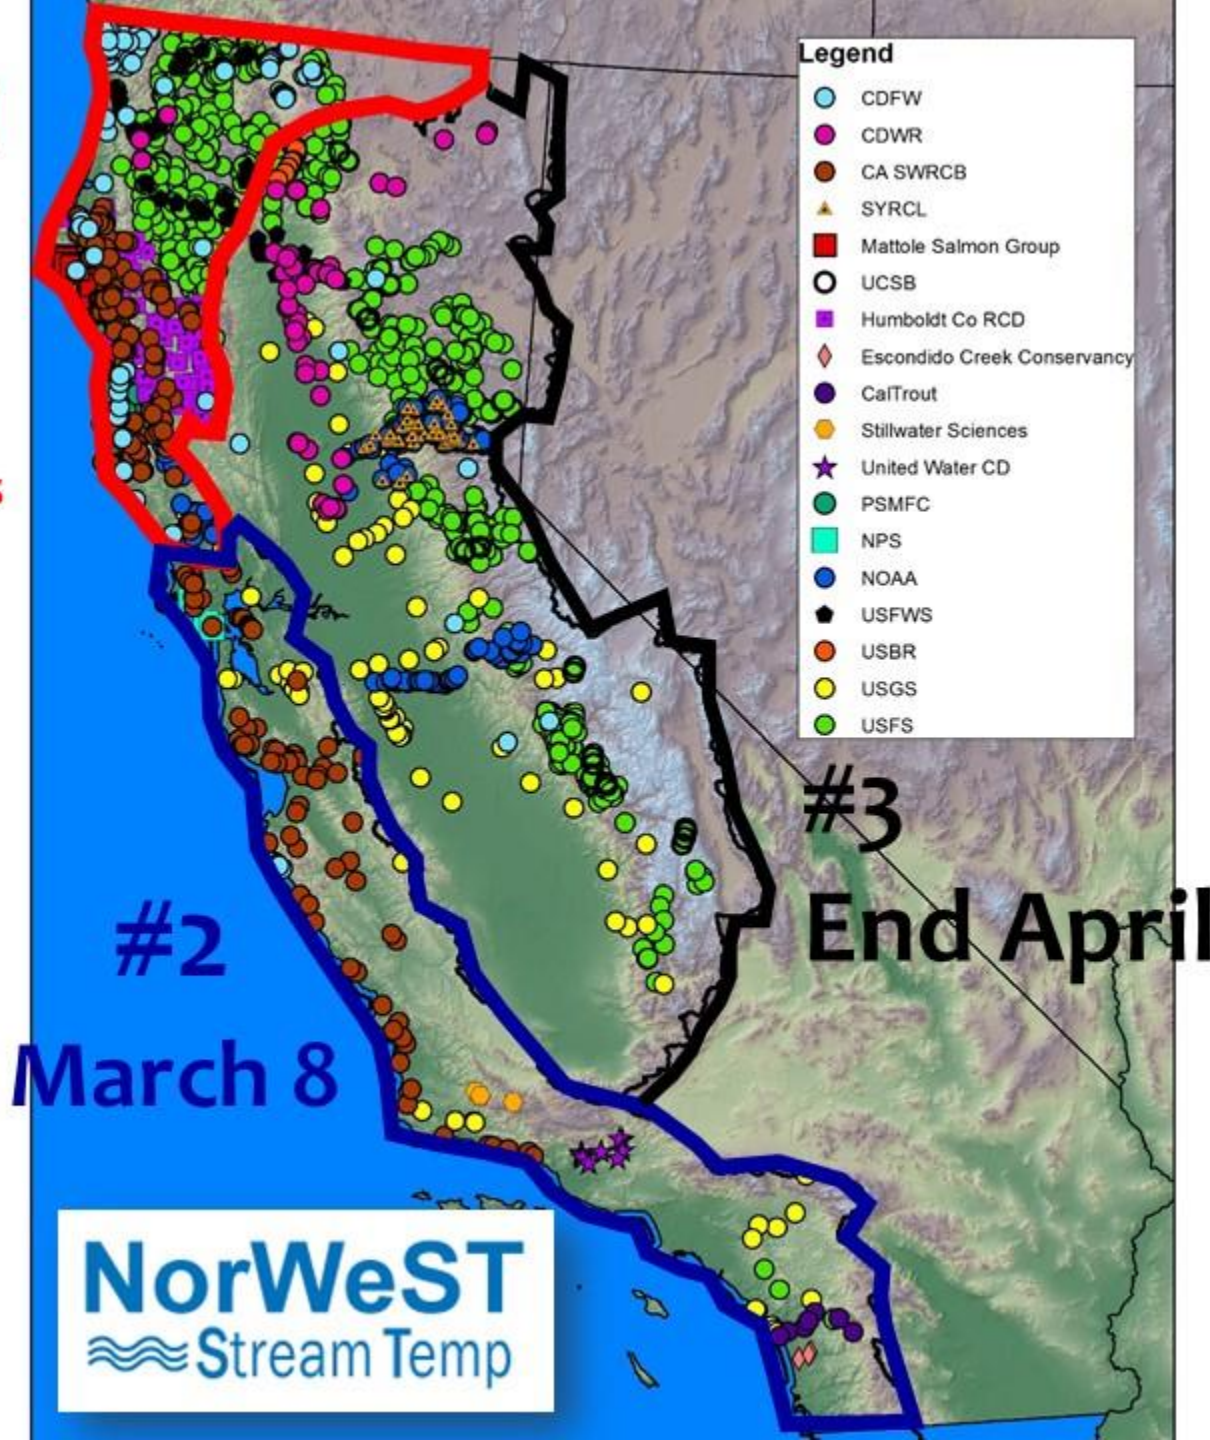 Legend
CDFW
CDWR
CA SWRCB
SYRCL
Mattole Salmon Group
UCSB
Humboldt Co RCD
Escondido Creek Conservancy
CalTrout
Stillwater Sciences
United Water CD
PSMFC
NPS
NOAA
USFWS
USBR
USGS
USFS
#3
End April
#2
March 8
NorWeST
Stream Temp